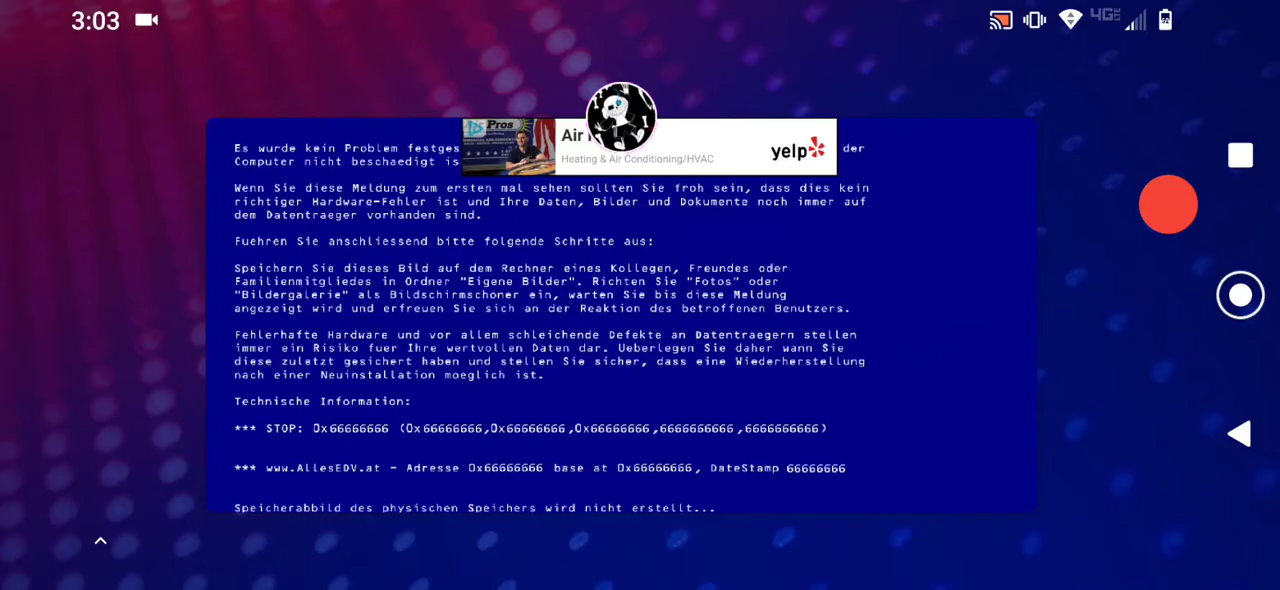 3:03
4G LTE
92
Pros
Air
Heating & Air Conditioning/HVAC
yelp
Es wurde kein Problem festges der
Computer nicht beschaedigt is
Wenn Sie diese Meldung zum ersten mal sehen sollten Sie froh sein, dass dies kein
richtiger Hardware-Fehler ist und Ihre Daten, Bilder und Dokumente noch immer auf
dem Datentraeger vorhanden sind.
Fuehren Sie anschliessend bitte folgende Schritte aus:
Speichern Sie dieses Bild auf dem Rechner eines Kollegen, Freundes oder
Familienmitgliedes in Ordner "Eigene Bilder". Richten Sie "Fotos" oder
"Bildergalerie" als Bildschirmschoner ein, warten Sie bis diese Meldung
angezeigt wird und erfreuen Sie sich an der Reaktion des betroffenen Benutzers.
Fehlerhafte Hardware und vor allem schleichende Defekte an Datentraegern stellen
immer ein Risiko fuer Ihre wertvollen Daten dar. Ueberlegen Sie daher wann Sie
diese zuletzt gesichert haben und stellen Sie sicher, dass eine Wiederherstellung
nach einer Neuinstallation moeglich ist.
Technische Information:
*** STOP: 0x66666666 (0x66666666,0x66666666,0x66666666,6666666666,6666666666)
*** www.AllesEDV.at - Adresse 0x66666666 base at 0x66666666, DateStamp 66666666
Speicherabbild des physischen Speichers wird nicht erstellt...